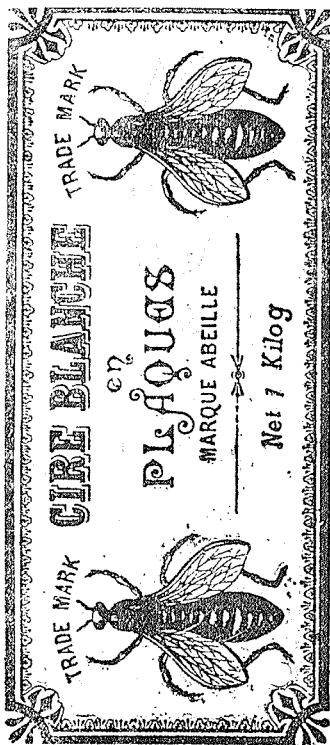 TRADE MARK
TRADE MARK
CIRE BLANCHE
en
PLAQUES
MARQUE ABEILLE
Net 1 Kilog